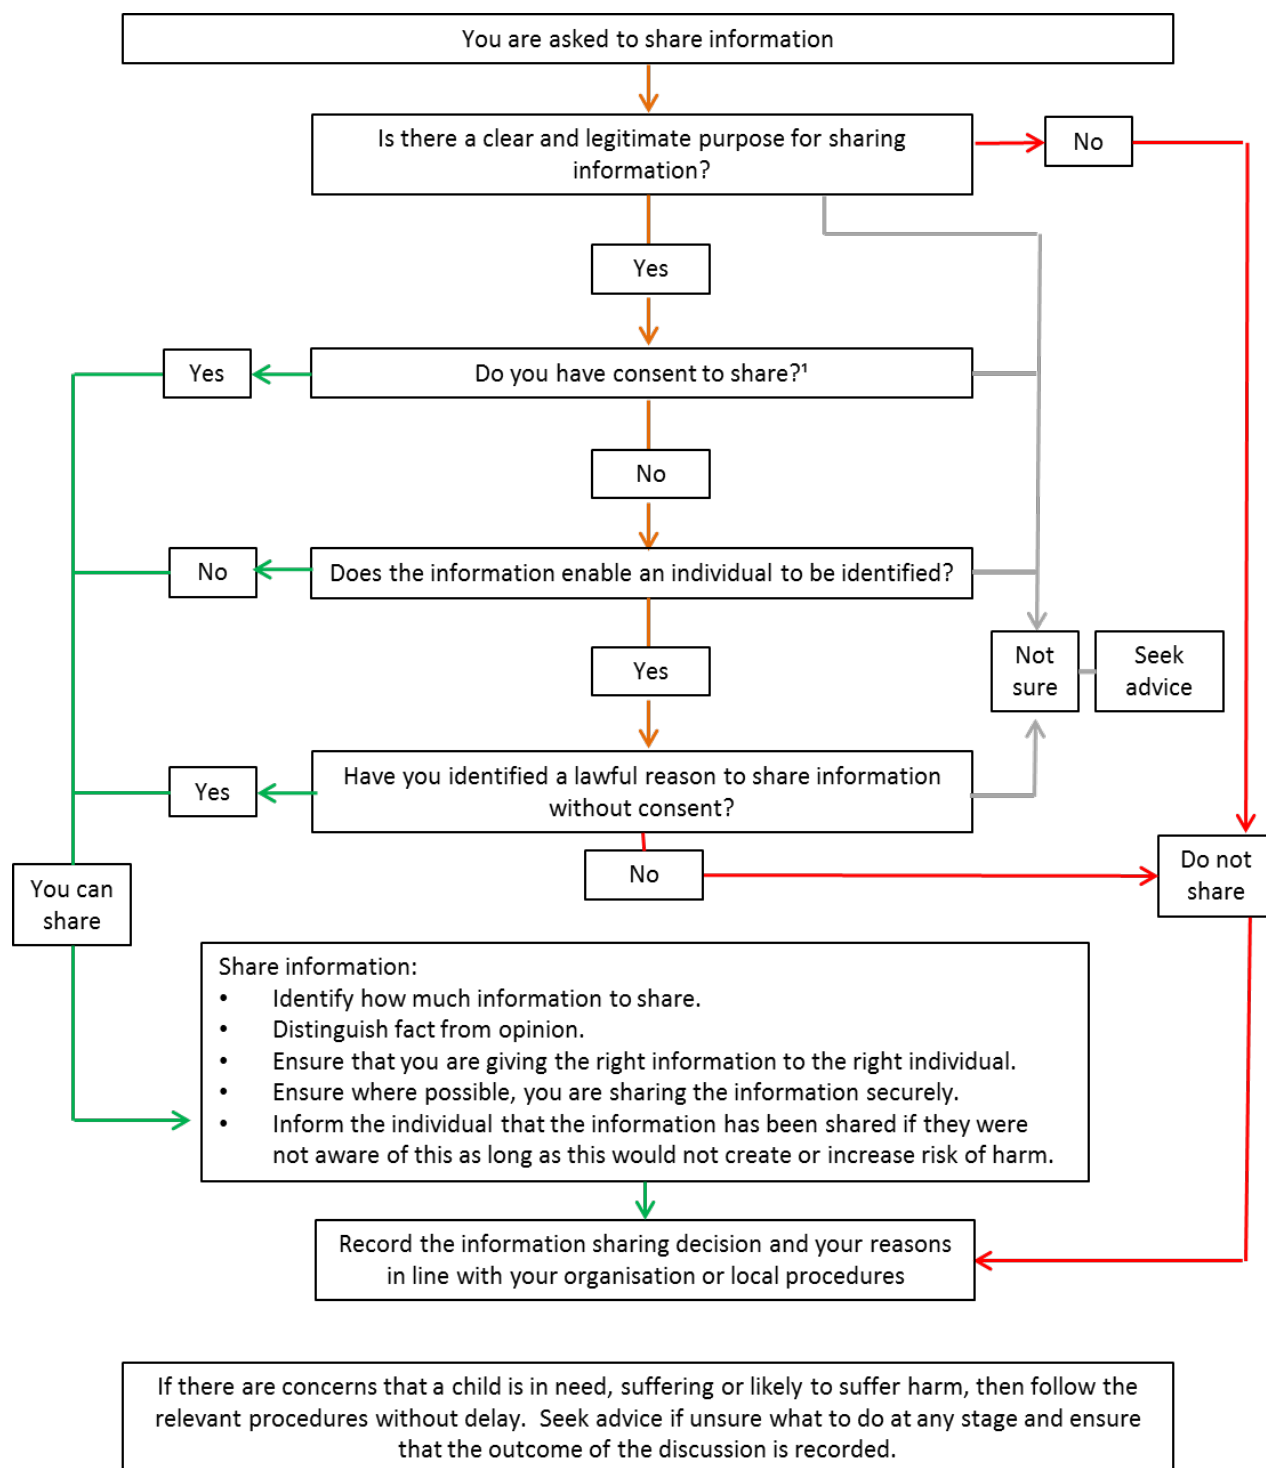 You are asked to share information
Is there a clear and legitimate purpose for sharing
information?
No
Yes
Yes
Do you have consent to share?¹
No
No
Does the information enable an individual to be identified?
Yes
Not
sure
Seek
advice
Yes
Have you identified a lawful reason to share information
without consent?
No
Do not
share
You can
share
Share information:
• Identify how much information to share.
• Distinguish fact from opinion.
• Ensure that you are giving the right information to the right individual.
• Ensure where possible, you are sharing the information securely.
• Inform the individual that the information has been shared if they were
not aware of this as long as this would not create or increase risk of harm.
Record the information sharing decision and your reasons
in line with your organisation or local procedures
If there are concerns that a child is in need, suffering or likely to suffer harm, then follow the
relevant procedures without delay.  Seek advice if unsure what to do at any stage and ensure
that the outcome of the discussion is recorded.